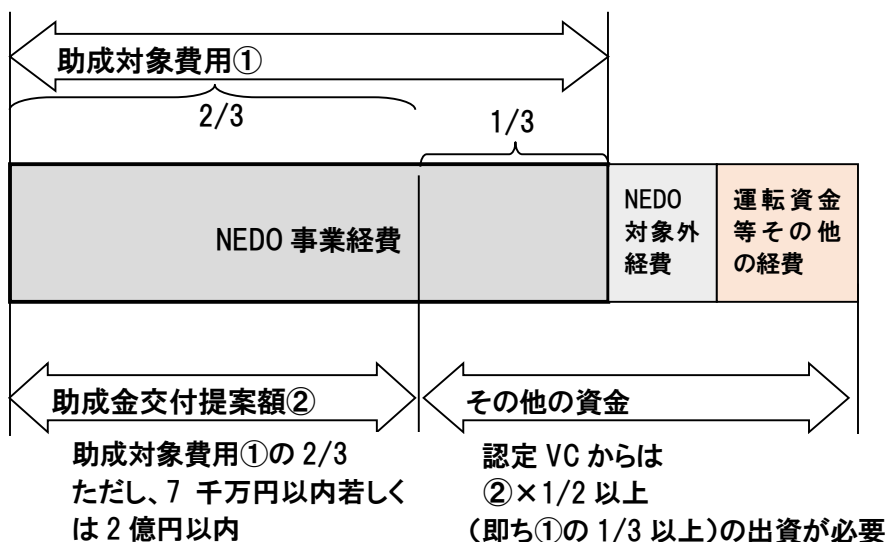 助成対象費用①
2/3
1/3
NEDO 事業経費
NEDO
対象外
経費
運転資金
等その他
の経費
助成金交付提案額②
その他の資金
助成対象費用①の 2/3
ただし、7 千万円以内若しく
は 2 億円以内
認定 VC からは
②×1/2 以上
(即ち①の 1/3 以上)の出資が必要